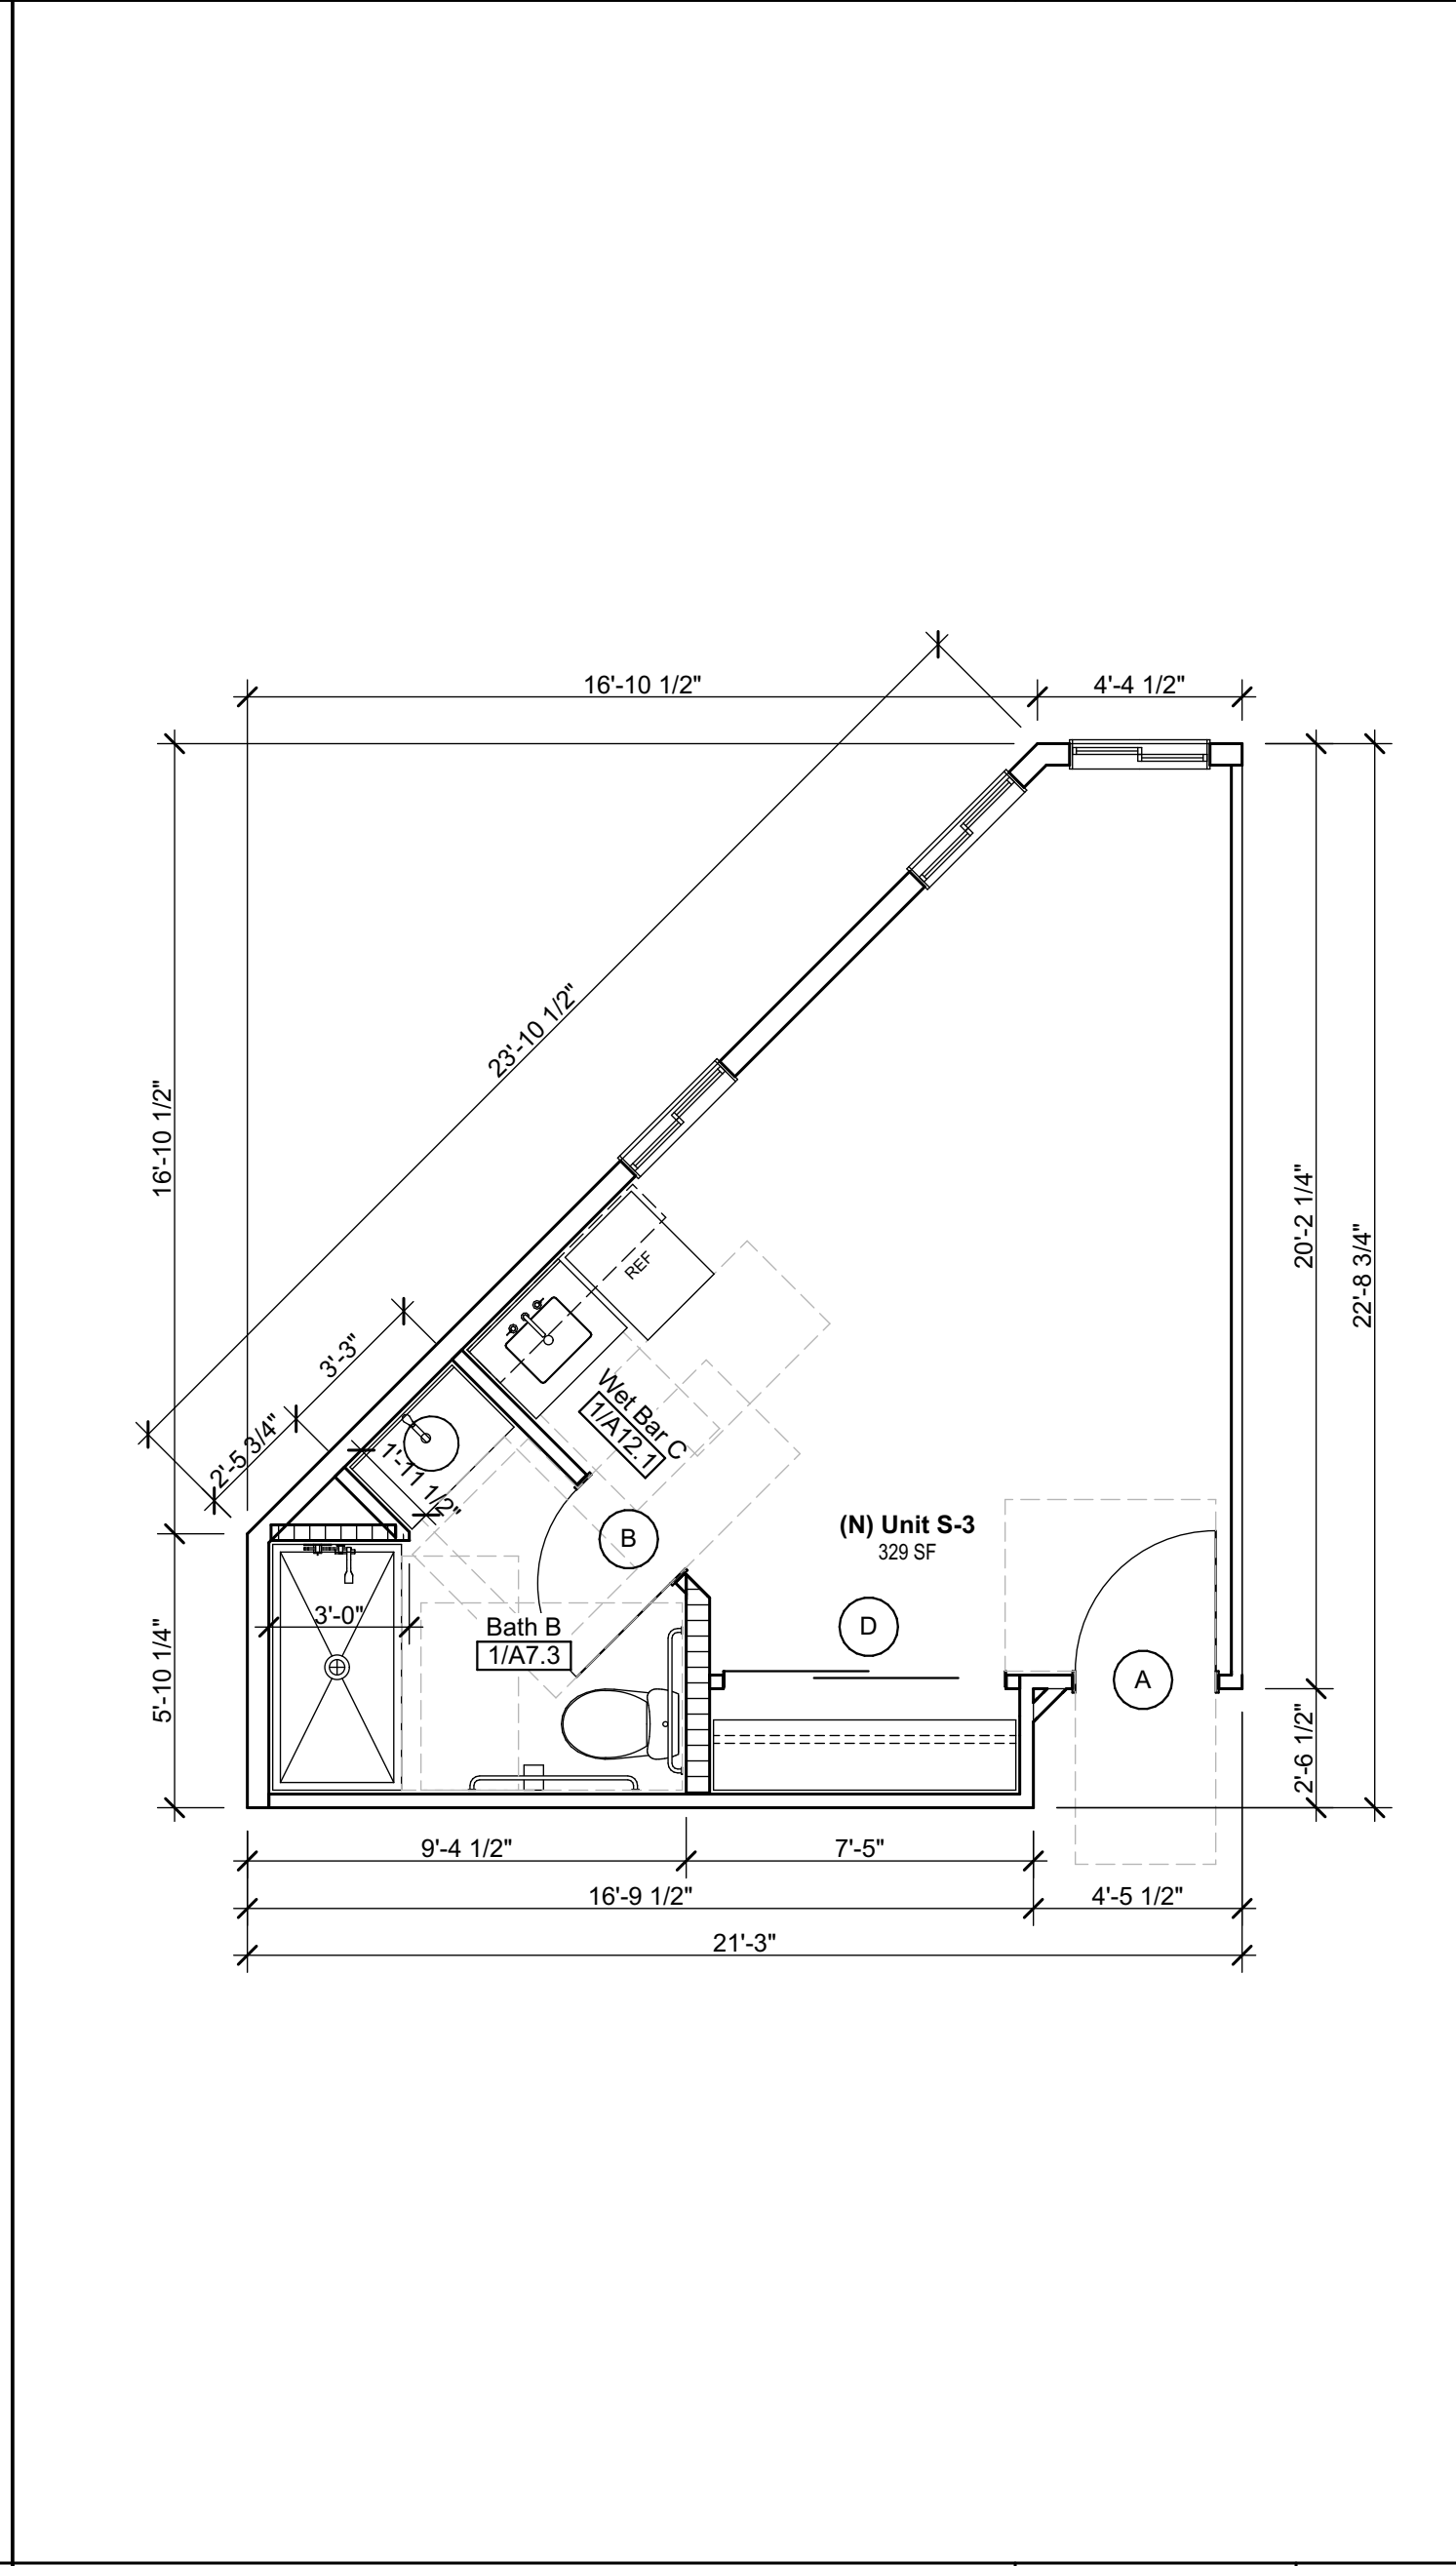 16'-10 1/2"
4'-4 1/2"
23'-10 1/2"
16'-10 1/2"
20'-2 1/4"
22'-8 3/4"
REF
3'-3"
2'-5 3/4"
1'-11 1/2"
Wet Bar C
1/A12.1
B
(N) Unit S-3
329 SF
3'-0"
Bath B
1/A7.3
D
A
5'-10 1/4"
2'-6 1/2"
9'-4 1/2"
7'-5"
16'-9 1/2"
4'-5 1/2"
21'-3"